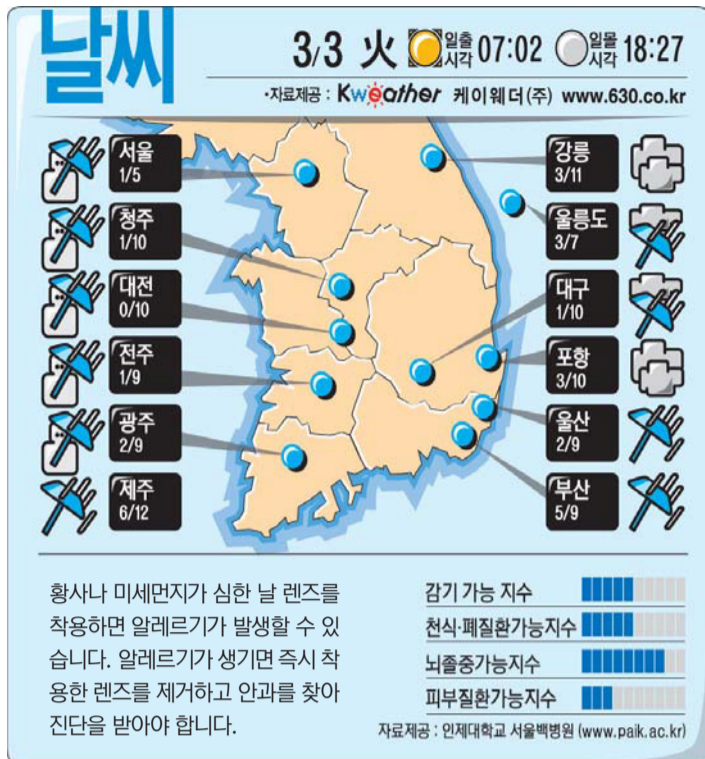 날씨
3/3 火 일출시각 07:02 일몰시각 18:27
·자료제공 : Kweather 케이웨더(주) www.630.co.kr
서울
1/5
청주
1/10
대전
0/10
전주
1/9
광주
2/9
제주
6/12
강릉
3/11
울릉도
3/7
대구
1/10
포항
3/10
울산
2/9
부산
5/9
황사나 미세먼지가 심한 날 렌즈를
착용하면 알레르기가 발생할 수 있
습니다. 알레르기가 생기면 즉시 착
용한 렌즈를 제거하고 안과를 찾아
진단을 받아야 합니다.
감기 가능 지수
천식·폐질환가능지수
뇌졸중가능지수
피부질환가능지수
자료제공 : 인제대학교 서울백병원 (www.paik.ac.kr)